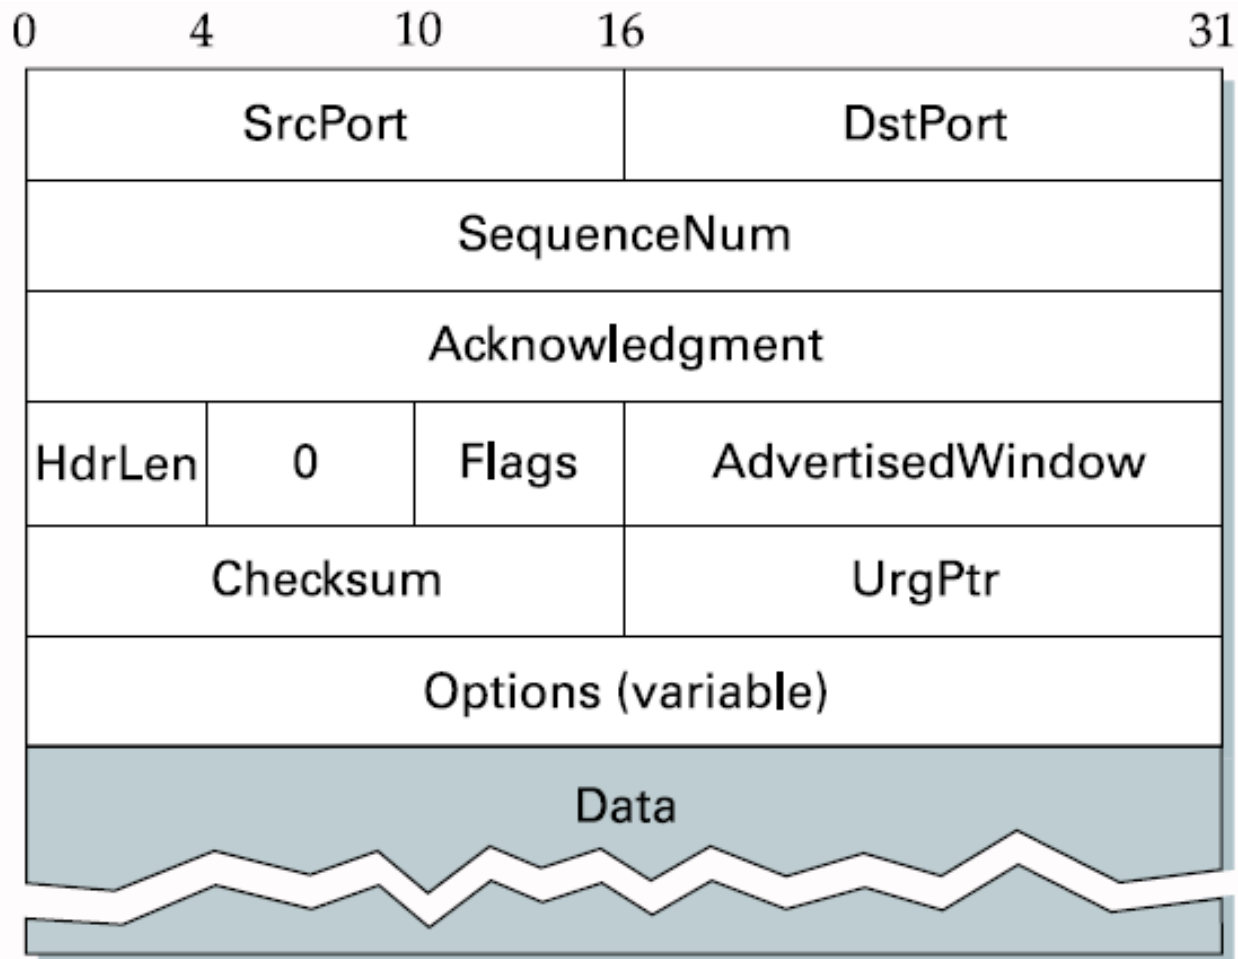 0 4 10 16 31
SrcPort DstPort
SequenceNum
Acknowledgment
HdrLen 0 Flags AdvertisedWindow
Checksum UrgPtr
Options (variable)
Data